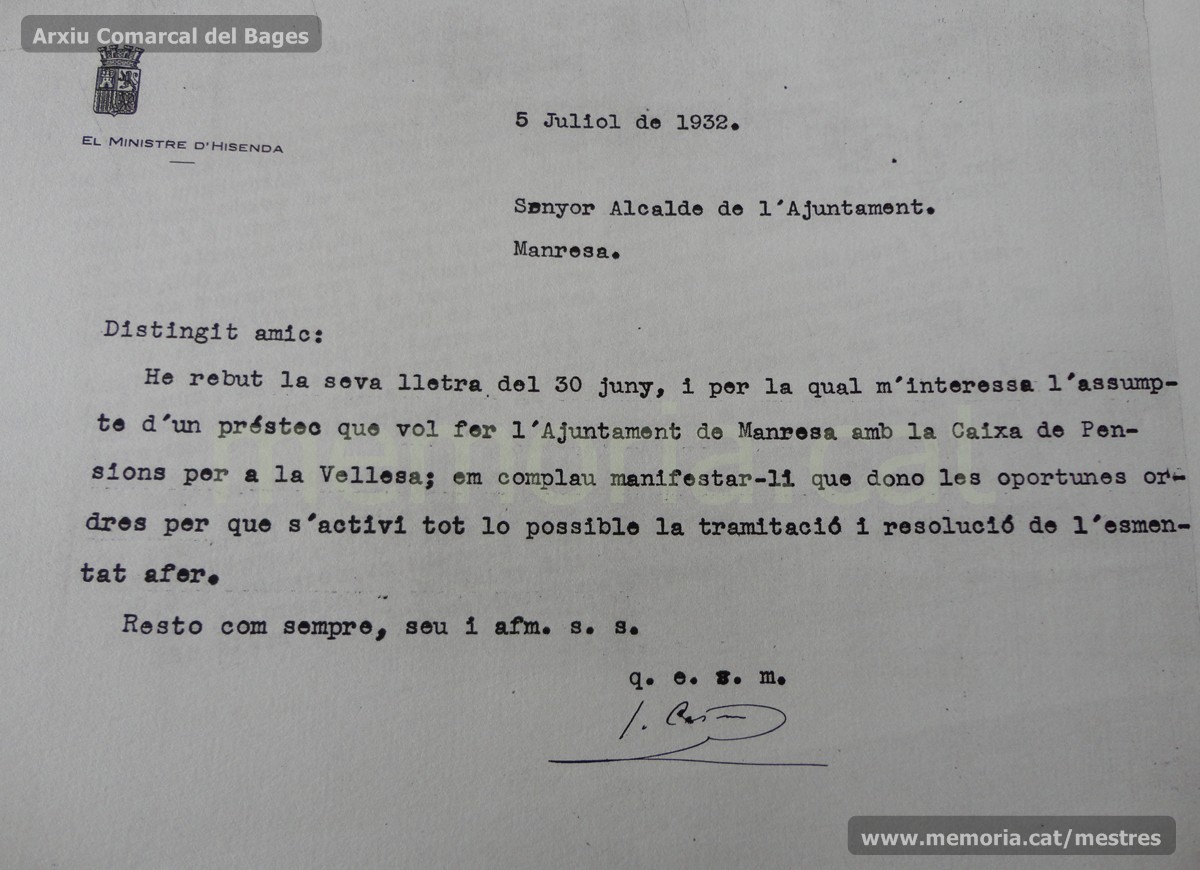 Arxiu Comarcal del Bages
EL MINISTRE D'HISENDA
5 Juliol de 1932.
Senyor Alcalde de l'Ajuntament.
Manresa.
Distingit amic:
He rebut la seva lletra del 30 juny, i per la qual m'interessa l'assump-
te d'un préstec que vol fer l'Ajuntament de Manresa amb la Caixa de Pen-
sions per a la Vellesa; em complau manifestar-li que dono les oportunes or-
dres per que s'activi tot lo possible la tramitació i resolució de l'esmen-
tat afer.
Resto com sempre, seu i afm. s. s.
q. e. s. m.
J.
memoria.cat
www.memoria.cat/mestres